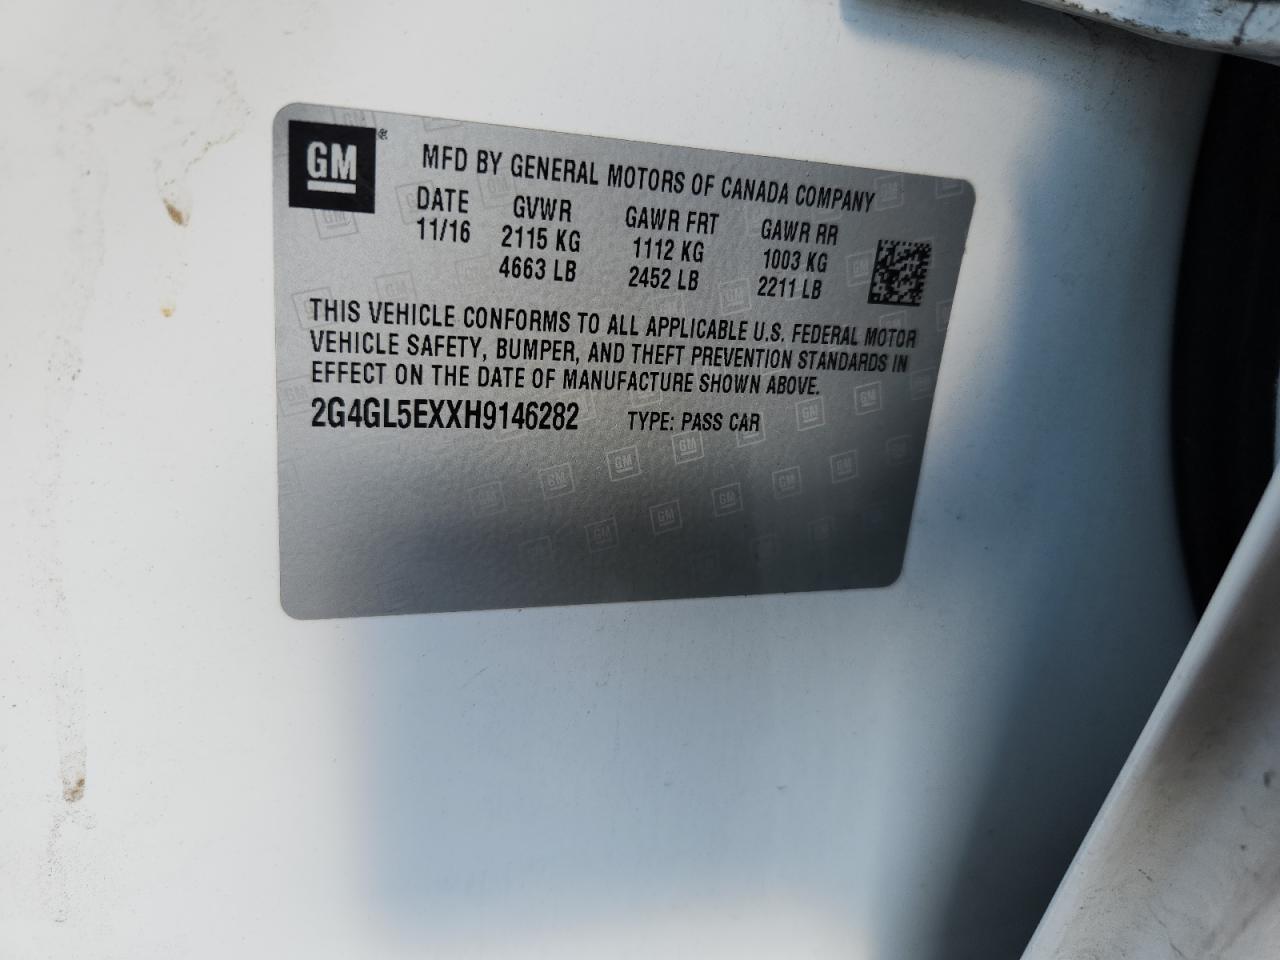 GM®
MFD BY GENERAL MOTORS OF CANADA COMPANY
DATE GVWR GAWR FRT GAWR RR
11/16 2115 KG 1112 KG 1003 KG
4663 LB 2452 LB 2211 LB
THIS VEHICLE CONFORMS TO ALL APPLICABLE U.S. FEDERAL MOTOR
VEHICLE SAFETY, BUMPER, AND THEFT PREVENTION STANDARDS IN
EFFECT ON THE DATE OF MANUFACTURE SHOWN ABOVE.
2G4GL5EXXH9146282 TYPE: PASS CAR